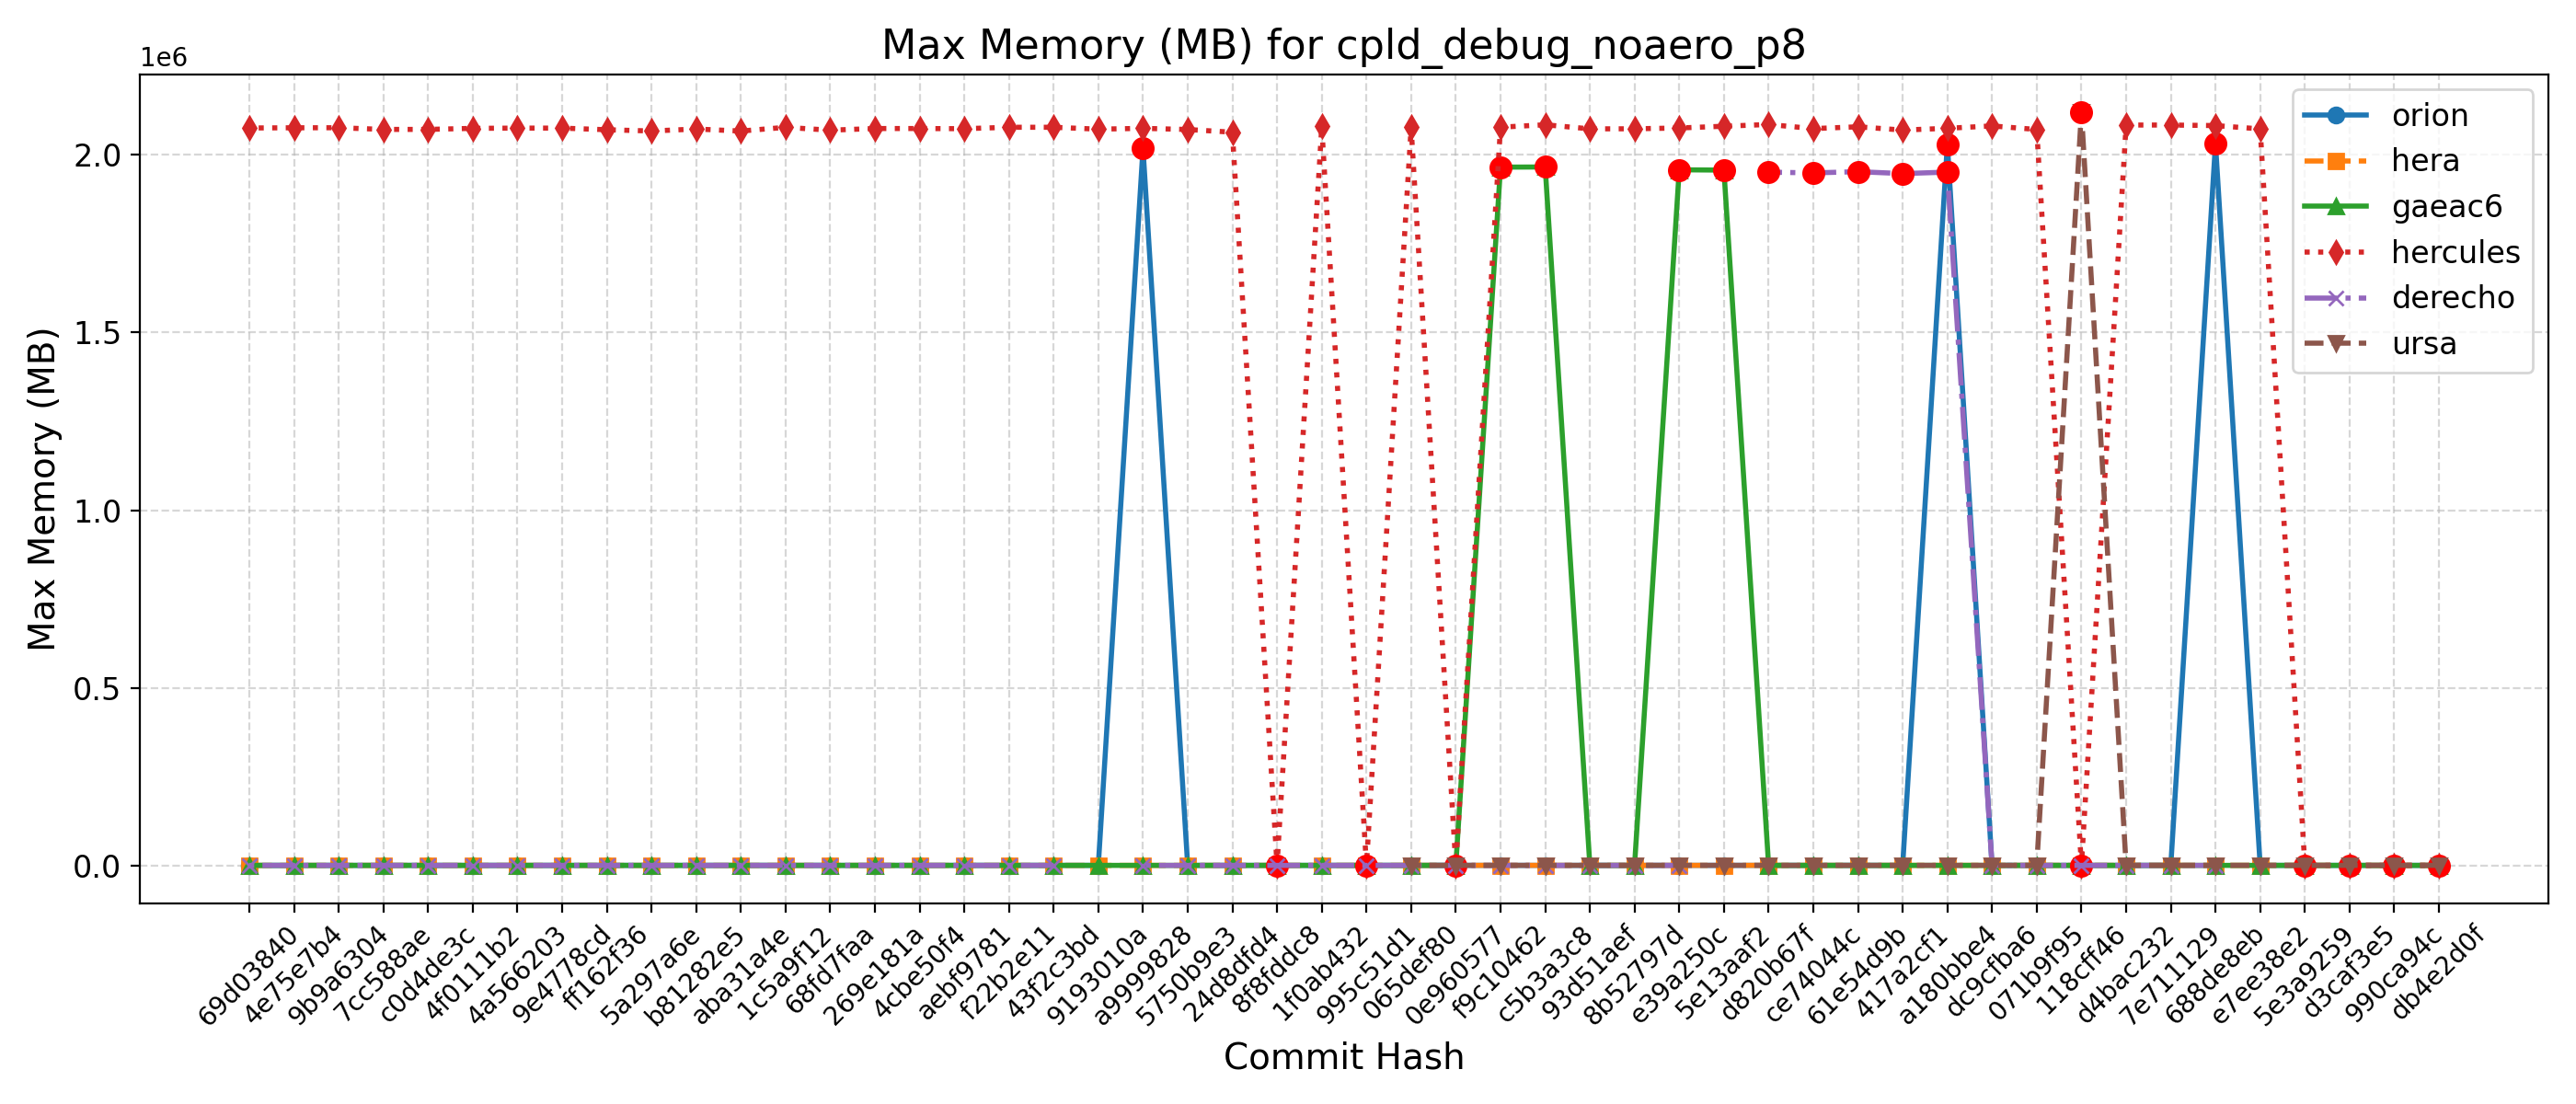 Max Memory (MB) for cpld_debug_noaero_p8
1e6
Max Memory (MB)
2.0
1.5
1.0
0.5
0.0
orion
hera
gaeac6
hercules
derecho
ursa
69d03840
4e75e7b4
9b9a6304
7cc588ae
c0d4de3c
4f0111b2
4a566203
9e4778cd
ff162f36
5a297a6e
b81282e5
aba31a4e
1c5a9f12
68fd7faa
269e181a
4cbe50f4
aebf9781
f22b2e11
43f2c3bd
9193010a
a9999828
5750b9e3
24d8dfd4
8f8fddc8
1f0ab432
995c51d1
065def80
0e960577
f9c10462
c5b3a3c8
93d51aef
8b52797d
e39a250c
5e13aaf2
d820b67f
ce74044c
61e54d9b
417a2cf1
a180bbe4
dc9cfba6
071b9f95
118cff46
d4bac232
7e711129
688de8eb
e7ee38e2
5e3a9259
d3caf3e5
990ca94c
db4e2d0f
Commit Hash